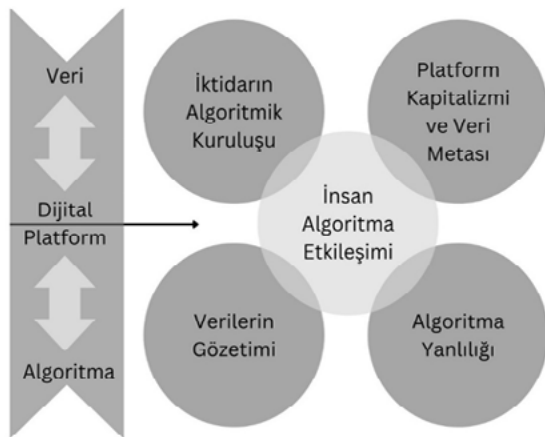 Veri
Dijital
Platform
Algoritma
İktidarın
Algoritmik
Kuruluşu
Platform
Kapitalizmi
ve Veri
Metası
İnsan
Algoritma
Etkileşimi
Verilerin
Gözetimi
Algoritma
Yanlılığı